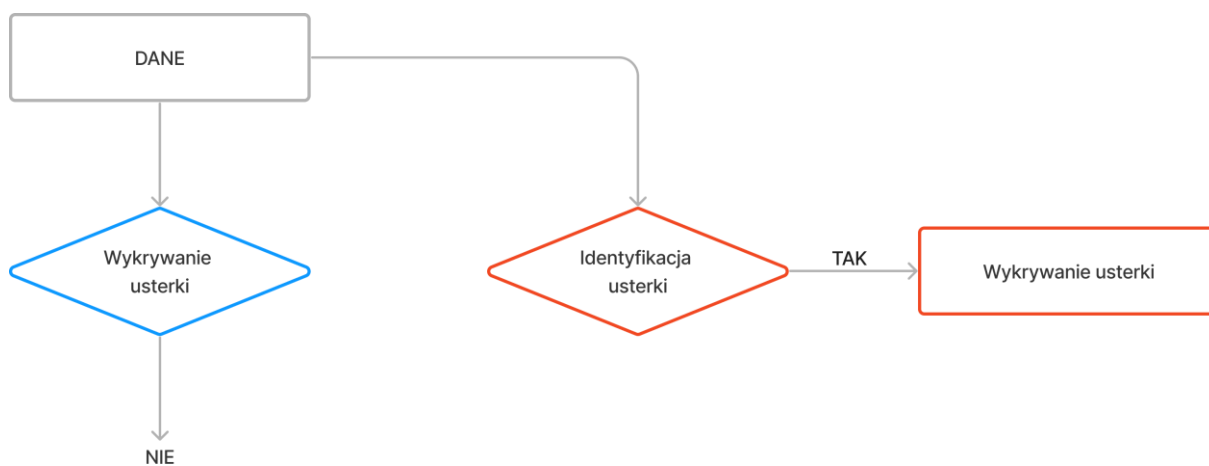 DANE
Wykrywanie
usterki
Identyfikacja
usterki
TAK
Wykrywanie usterki
NIE